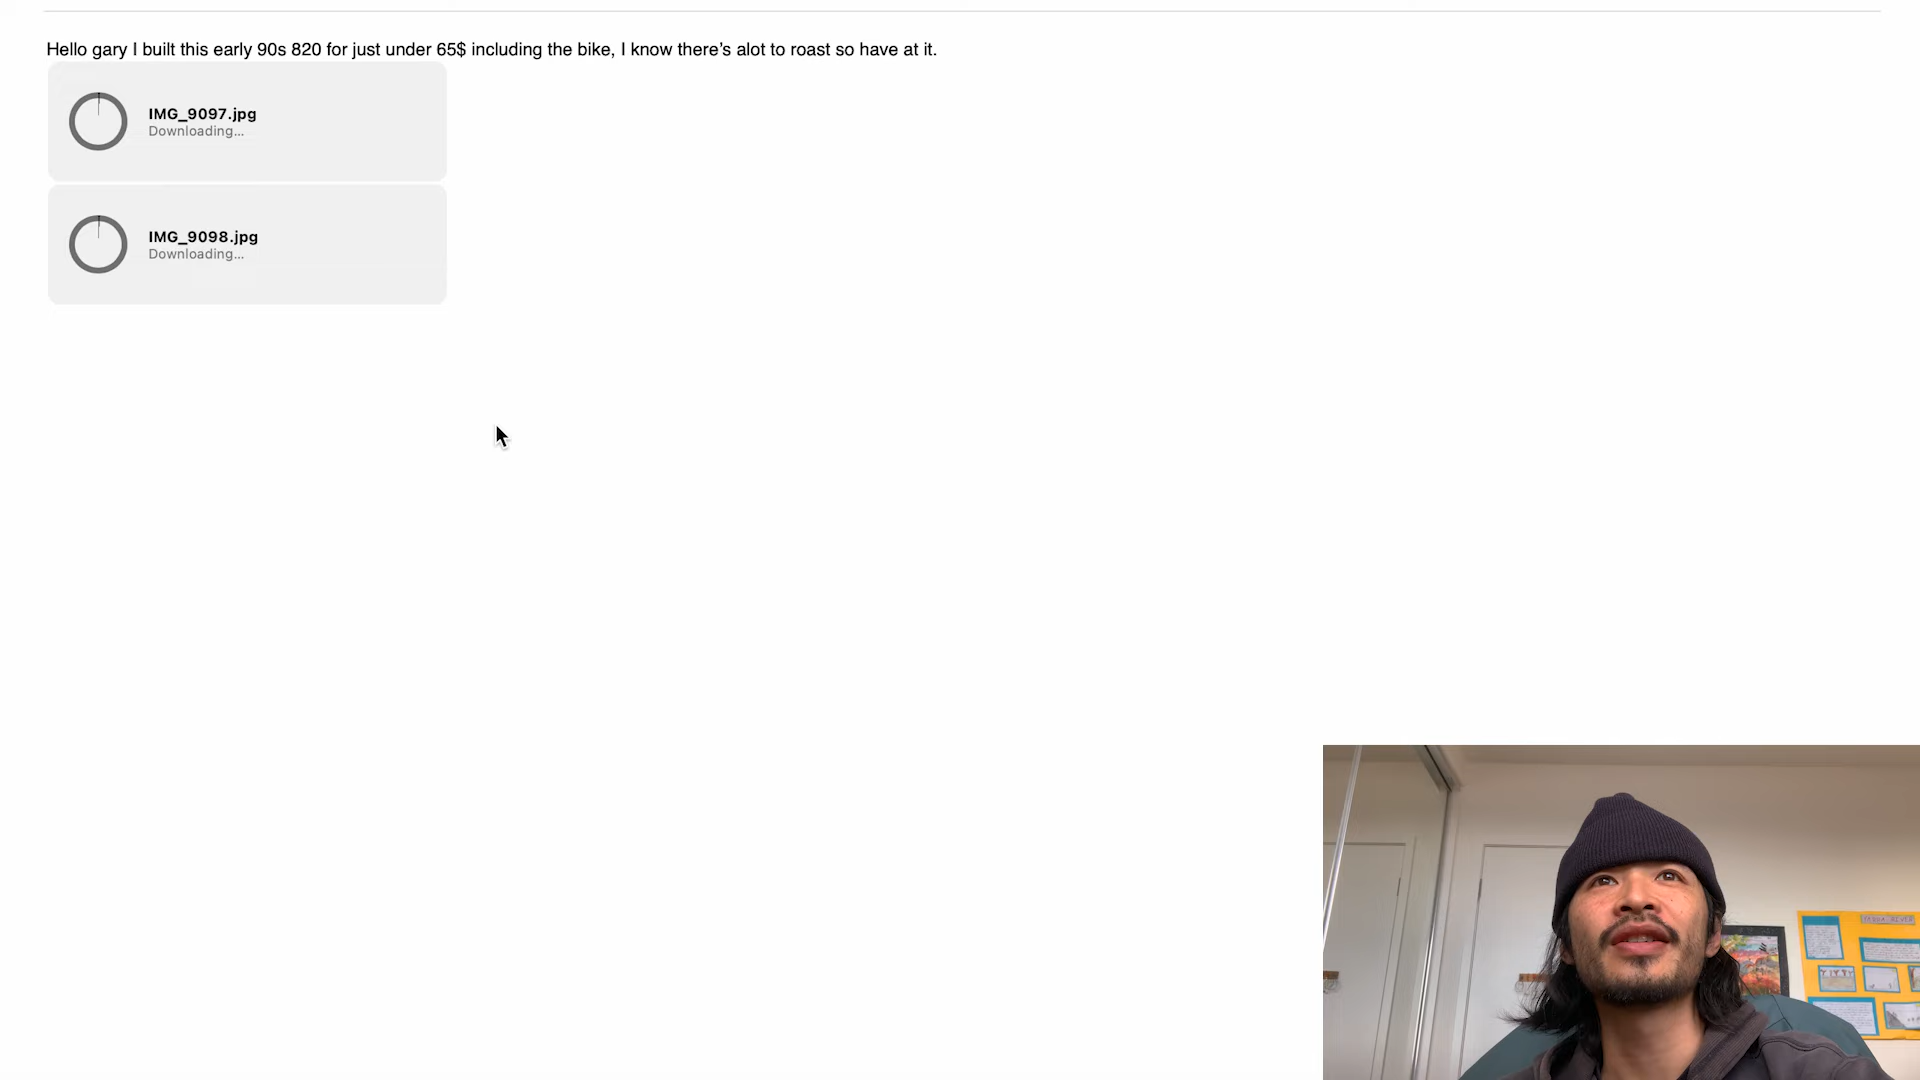 Hello gary I built this early 90s 820 for just under 65$ including the bike, I know there’s alot to roast so have at it.
IMG_9097.jpg
Downloading...
IMG_9098.jpg
Downloading...